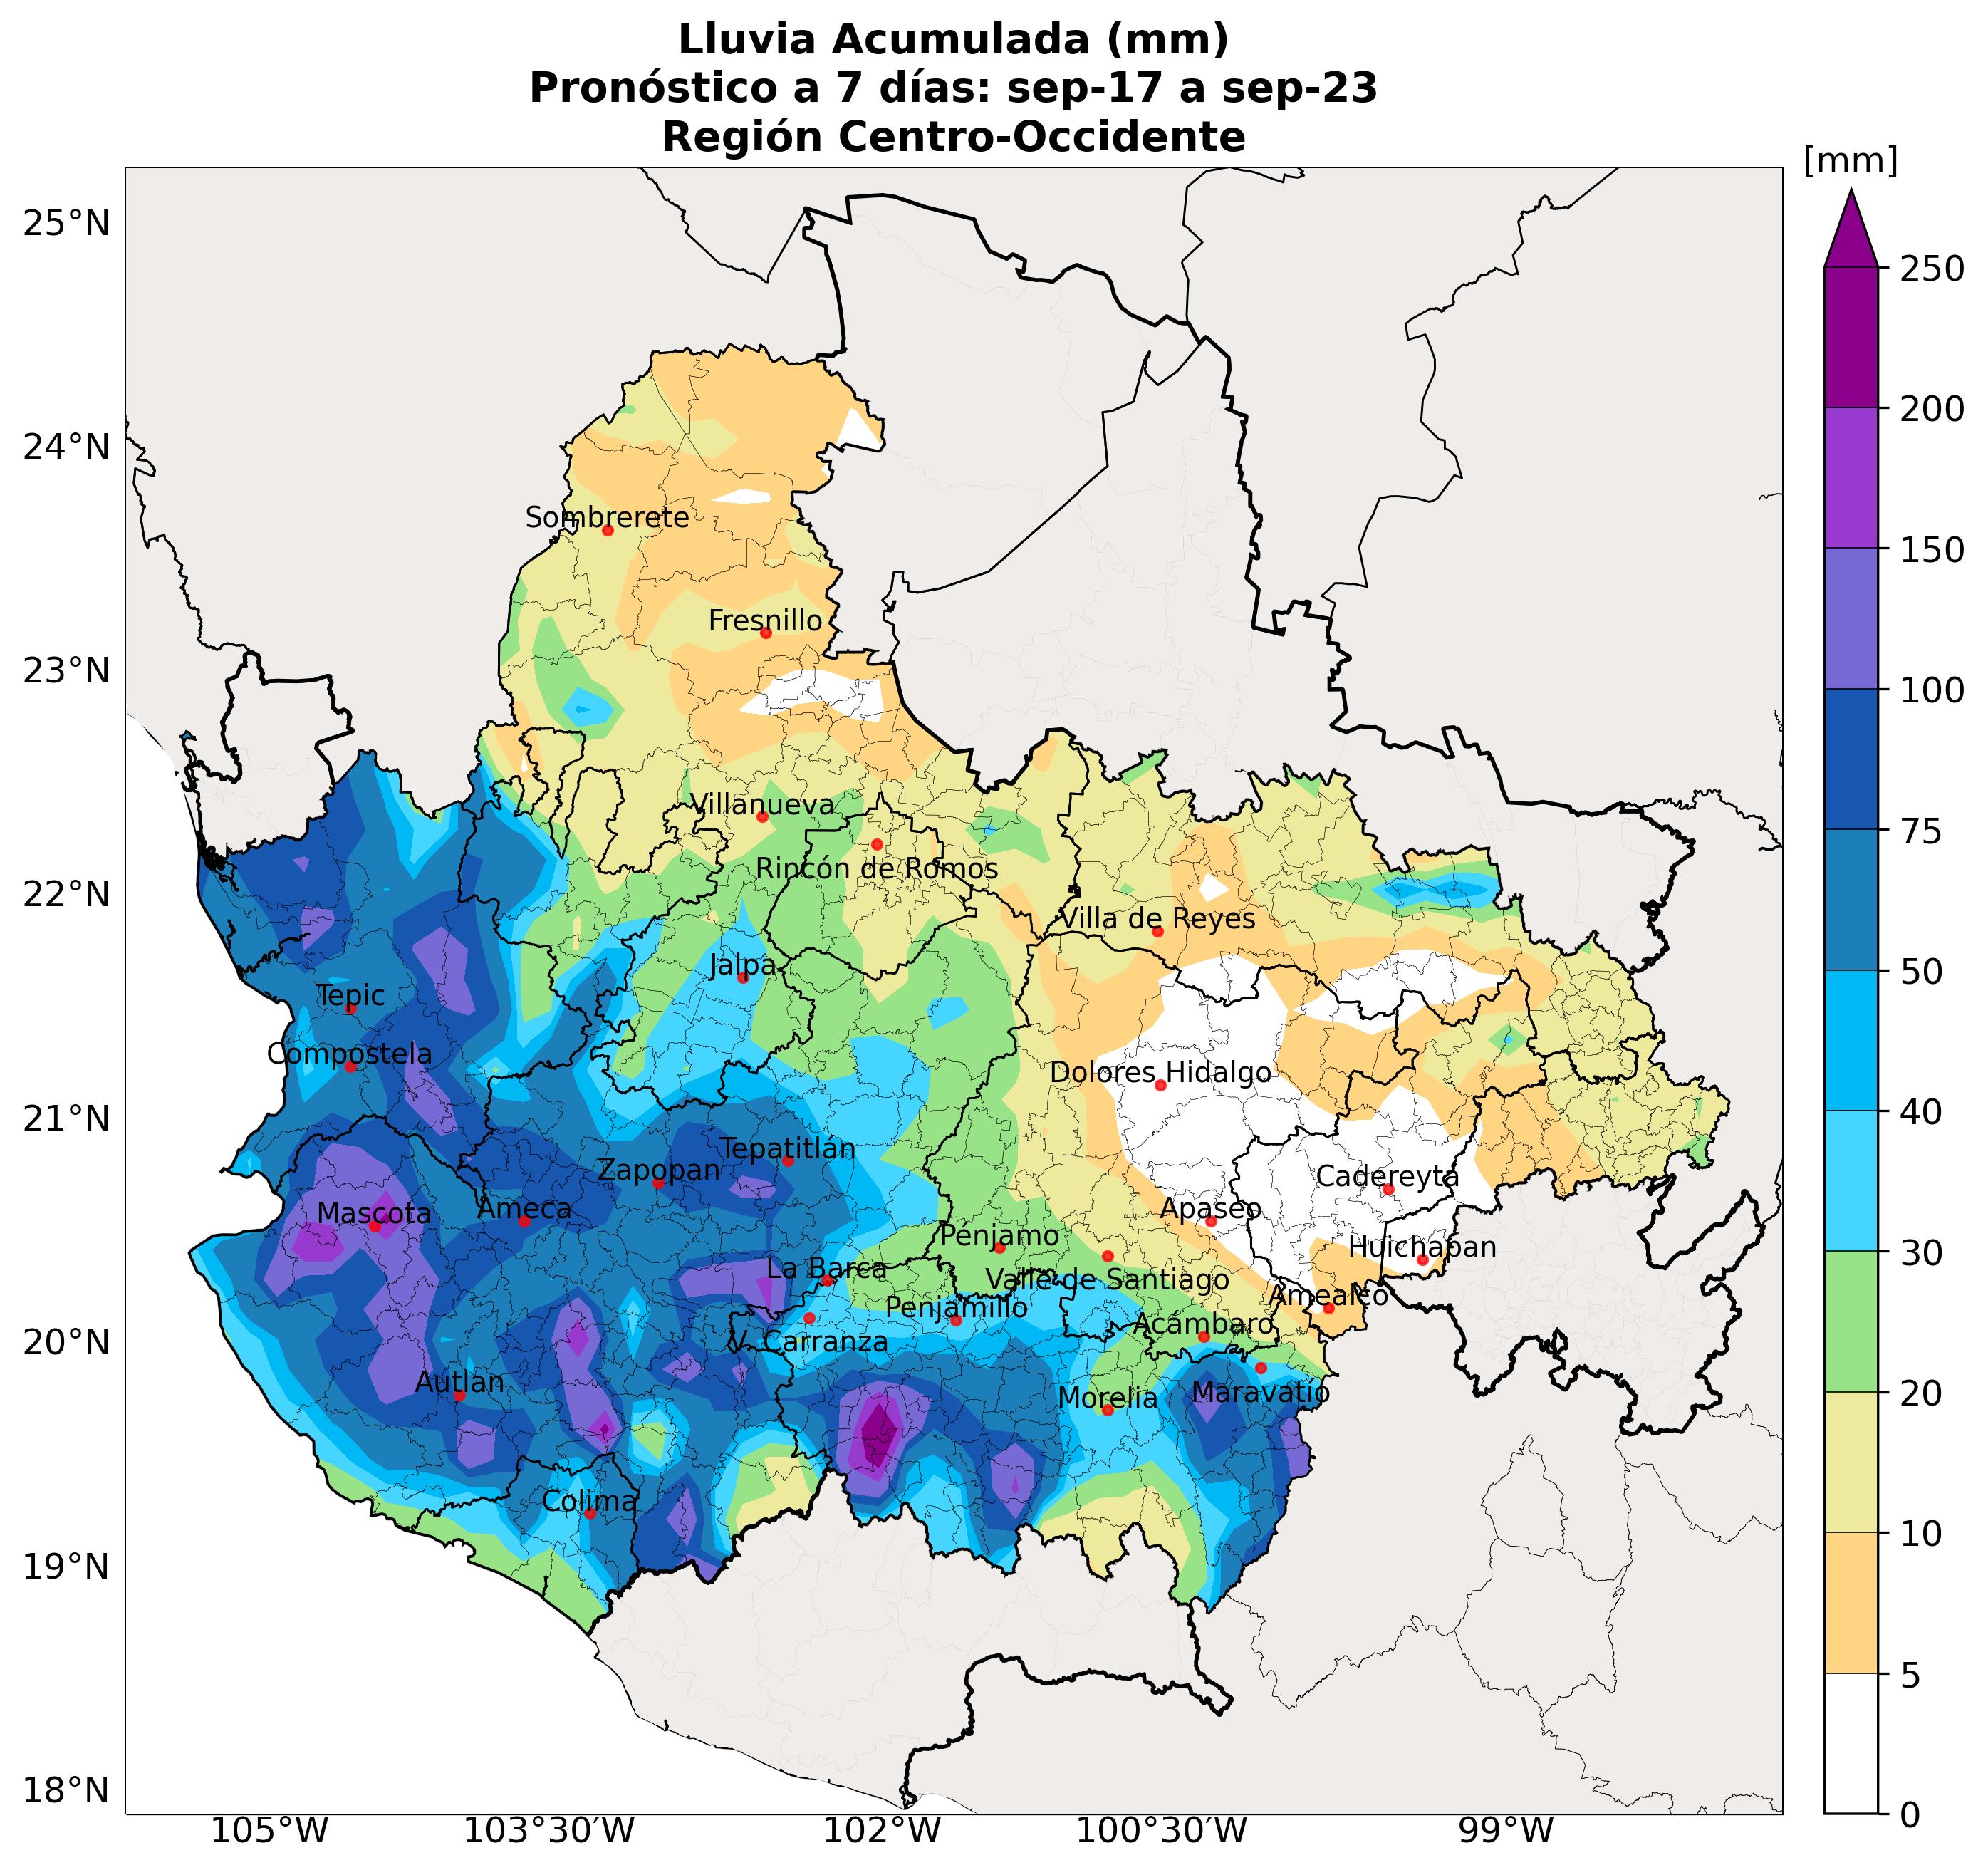 Lluvia Acumulada (mm)
Pronóstico a 7 días: sep-17 a sep-23
Región Centro-Occidente
[mm]
25°N
24°N
23°N
22°N
21°N
20°N
19°N
18°N
105°W
103°30'W
102°W
100°30'W
99°W
250
200
150
100
75
50
40
30
20
10
5
0
Sombrerete
Fresnillo
Villanueva
Rincón de Romos
Villa de Reyes
Jalpa
Tepic
Compostela
Dolores Hidalgo
Tepatitlán
Zapopan
Cadereyta
Mascota
Ameca
Apaseo
Pénjamo
Huichapan
La Barca
Valle de Santiago
Amealco
Penjamillo
Acámbaro
V. Carranza
Autlan
Morelia
Maravatío
Colima